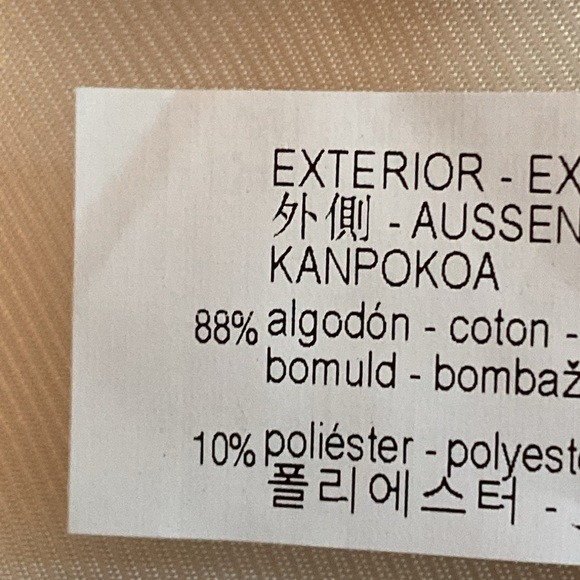 EXTERIOR - EX
外側 - AUSSEN
KANPOKOA
88% algodón - coton -
bomuld - bombaž
10% poliéster - polyest
폴리에스터 -